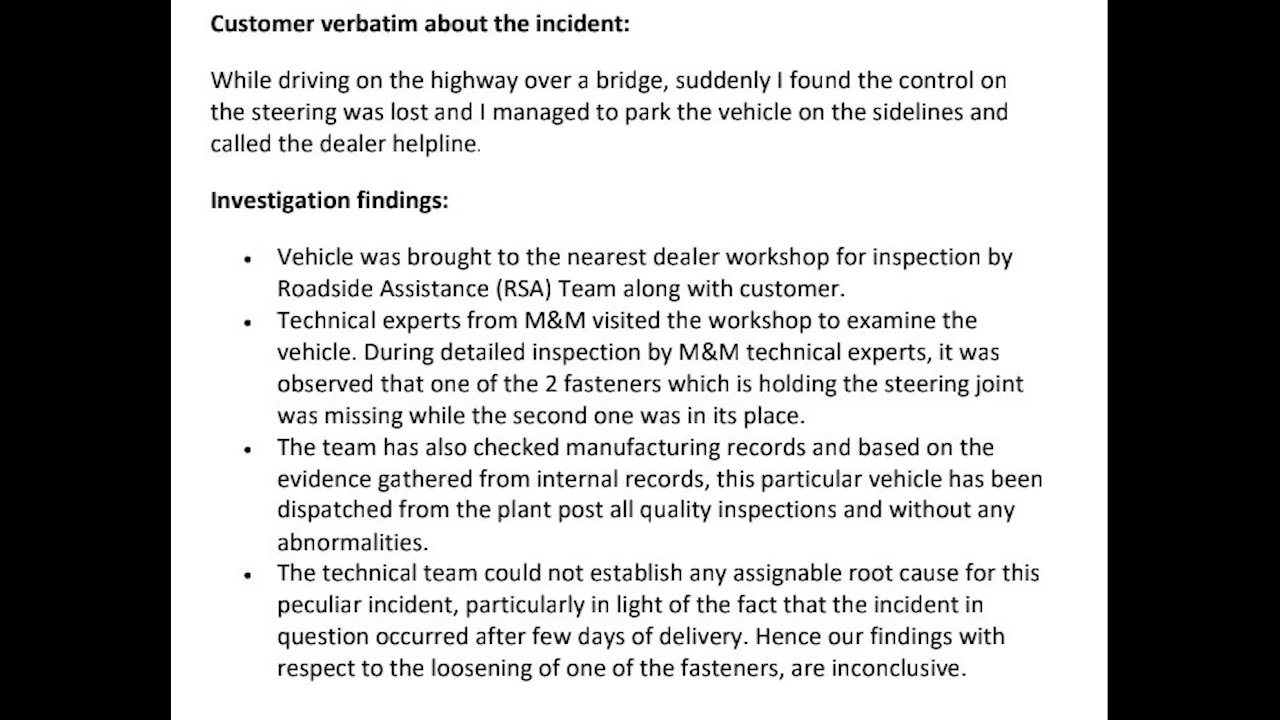 Customer verbatim about the incident:
While driving on the highway over a bridge, suddenly I found the control on
the steering was lost and I managed to park the vehicle on the sidelines and
called the dealer helpline.
Investigation findings:
• Vehicle was brought to the nearest dealer workshop for inspection by
Roadside Assistance (RSA) Team along with customer.
• Technical experts from M&M visited the workshop to examine the
vehicle. During detailed inspection by M&M technical experts, it was
observed that one of the 2 fasteners which is holding the steering joint
was missing while the second one was in its place.
• The team has also checked manufacturing records and based on the
evidence gathered from internal records, this particular vehicle has been
dispatched from the plant post all quality inspections and without any
abnormalities.
• The technical team could not establish any assignable root cause for this
peculiar incident, particularly in light of the fact that the incident in
question occurred after few days of delivery. Hence our findings with
respect to the loosening of one of the fasteners, are inconclusive.